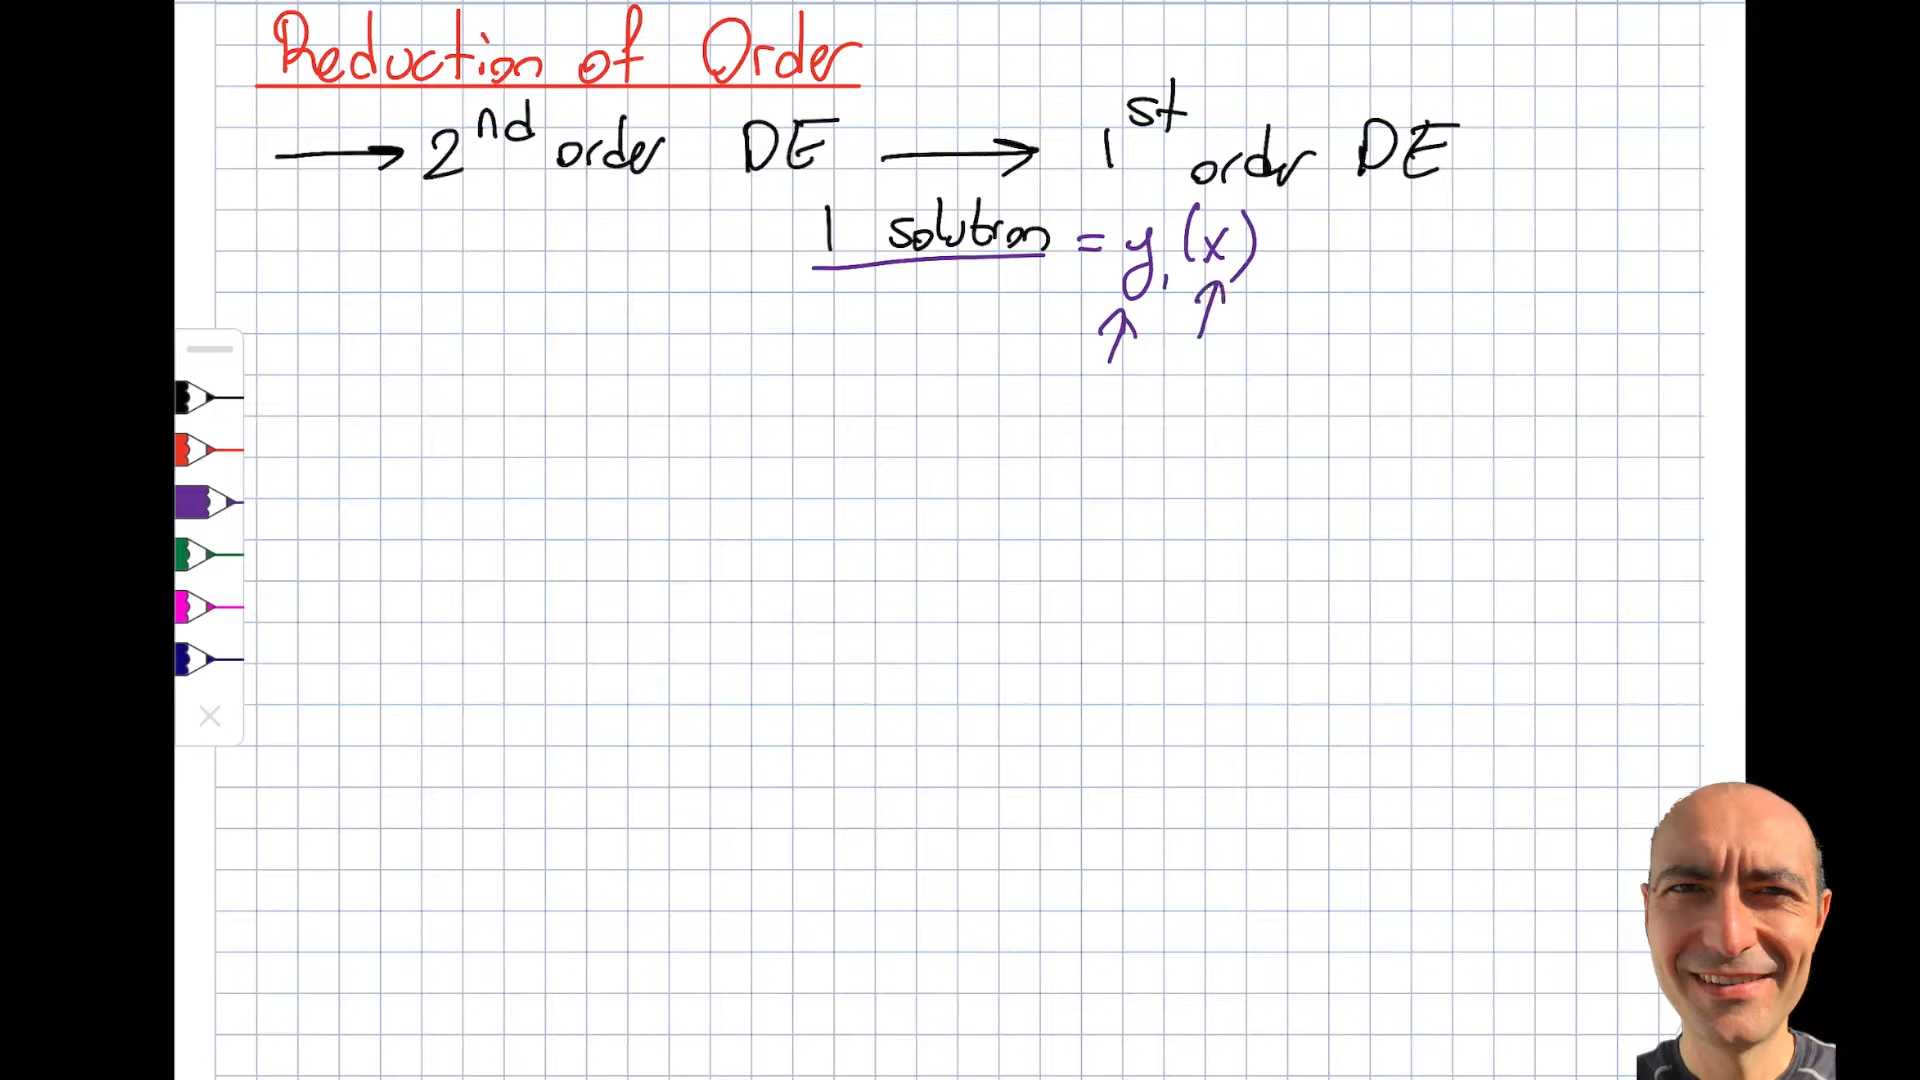 Reduction of Order
→ 2nd order DE → 1st order DE
1 solution = y₁(x)